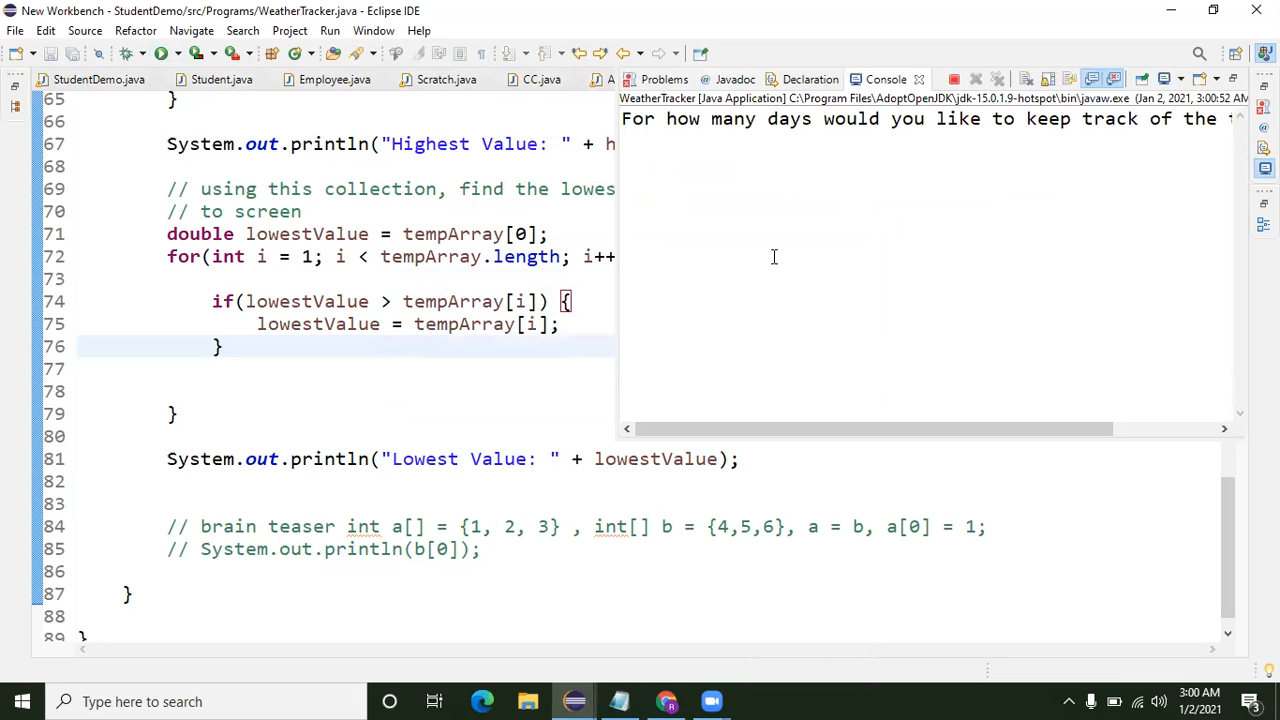 New Workbench - StudentDemo/src/Programs/WeatherTracker.java - Eclipse IDE
File Edit Source Refactor Navigate Search Project Run Window Help
StudentDemo.java Student.java Employee.java Scratch.java CC.java Problems Javadoc Declaration Console
WeatherTracker [Java Application] C:\Program Files\AdoptOpenJDK\jdk-15.0.1.9-hotspot\bin\javaw.exe (Jan 2, 2021, 3:00:52 AM
For how many days would you like to keep track of the
65 }
66
67 System.out.println("Highest Value: " + h
68
69 // using this collection, find the lowes
70 // to screen
71 double lowestValue = tempArray[0];
72 for(int i = 1; i < tempArray.length; i++
73
74 if(lowestValue > tempArray[i]) {
75 lowestValue = tempArray[i];
76 }
77
78
79 }
80
81 System.out.println("Lowest Value: " + lowestValue);
82
83
84 // brain teaser int a[] = {1, 2, 3} , int[] b = {4,5,6}, a = b, a[0] = 1;
85 // System.out.println(b[0]);
86
87 }
88
89 }
Type here to search
3:00 AM
1/2/2021
3